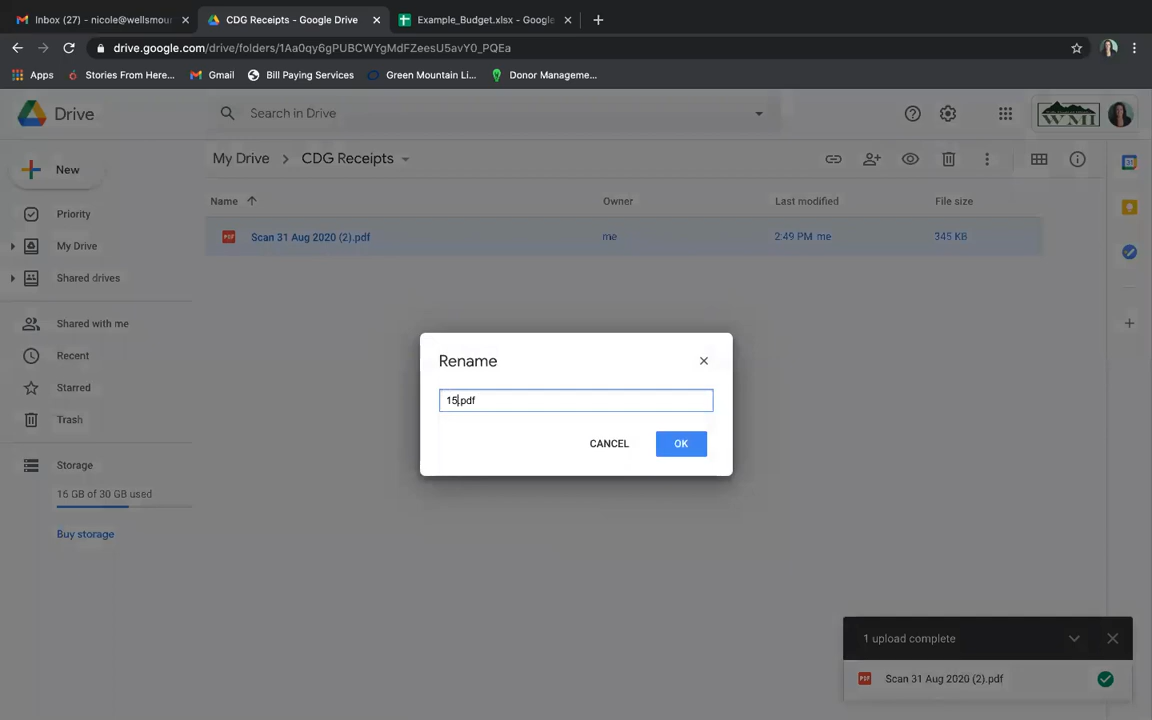 Inbox (27) - nicole@wellsmour
CDG Receipts - Google Drive
Example_Budget.xlsx - Google
drive.google.com/drive/folders/1Aa0qy6gPUBCWYgMdFZeesU5avY0_PQEa
Apps
Stories From Here...
Gmail
Bill Paying Services
Green Mountain Li...
Donor Manageme...
Drive
Search in Drive
WMI
New
My Drive
CDG Receipts
Name
Owner
Last modified
File size
Priority
My Drive
Shared drives
Shared with me
Recent
Starred
Trash
Storage
15 GB of 30 GB used
Buy storage
PDF
Scan 31 Aug 2020 (2).pdf
me
2:49 PM me
345 KB
Rename
15.pdf
CANCEL
OK
1 upload complete
PDF
Scan 31 Aug 2020 (2).pdf